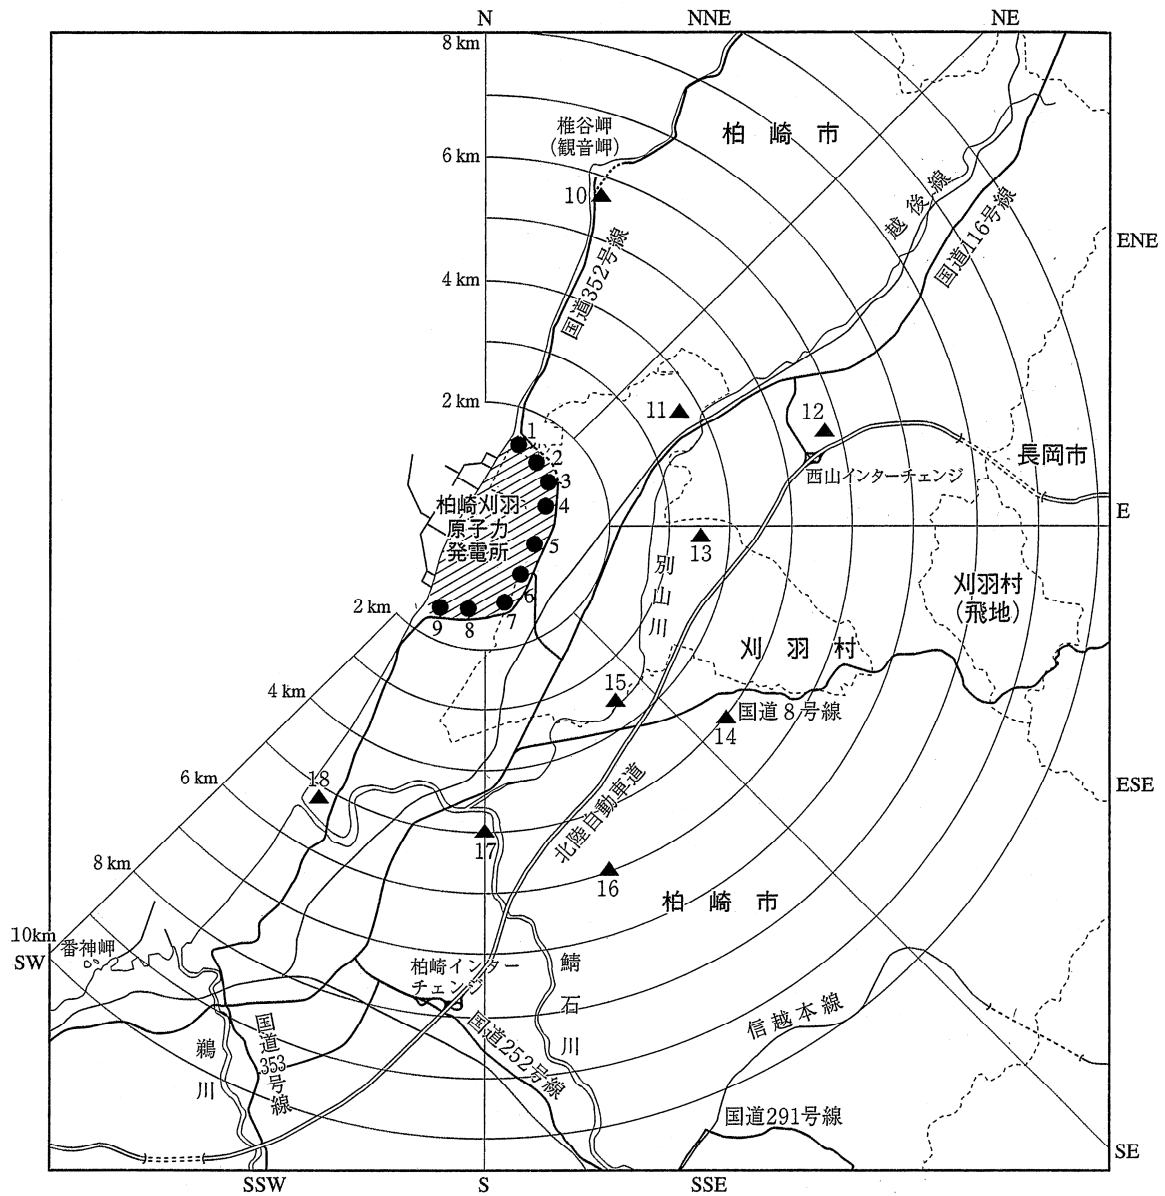 N
NNE
NE
8 km
椎谷岬
(観音岬)
柏崎市
6 km
10
越後線
国道116号線
ENE
国道352号線
4 km
2 km
11
12
1
2
3
4
5
6
7
8
9
西山インターチェンジ
長岡市
柏崎刈羽
原子力
発電所
E
13
別山川
刈羽村
(飛地)
2 km
刈羽村
15
4 km
国道8号線
14
6 km
18
ESE
17
北陸自動車道
16
8 km
柏崎市
10km
SW
番神岬
柏崎インター
チェンジ
鯖石川
国道252号線
信越本線
国道353号線
鵜川
国道291号線
SE
SSW
S
SSE